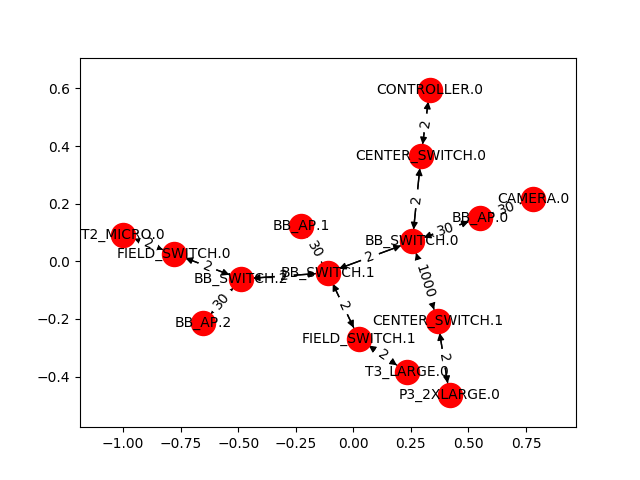 0.6
0.4
0.2
0.0
−0.2
−0.4
−1.00
−0.75
−0.50
−0.25
0.00
0.25
0.50
0.75
CONTROLLER.0
2
CENTER_SWITCH.0
2
CAMERA.0
30
BB_AP.0
30
BB_AP.1
30
BB_SWITCH.0
T2_MICRO.0
2
FIELD_SWITCH.0
2
BB_SWITCH.2
BB_SWITCH.1
2
30
BB_AP.2
2
1000
CENTER_SWITCH.1
FIELD_SWITCH.1
2
T3_LARGE.0
2
P3_2XLARGE.0